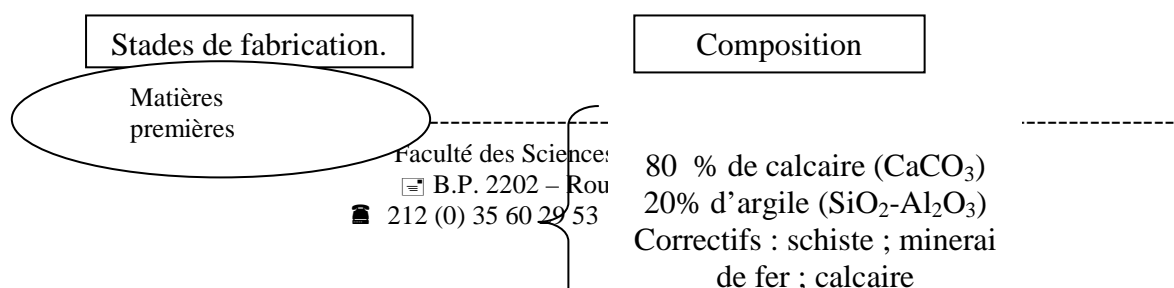 Stades de fabrication.
Composition
Matières
premières
Faculté des Sciences
B.P. 2202 – Rou
212 (0) 35 60 29 53
80 % de calcaire (CaCO₃)
20% d’argile (SiO₂-Al₂O₃)
Correctifs : schiste ; minerai
de fer ; calcaire